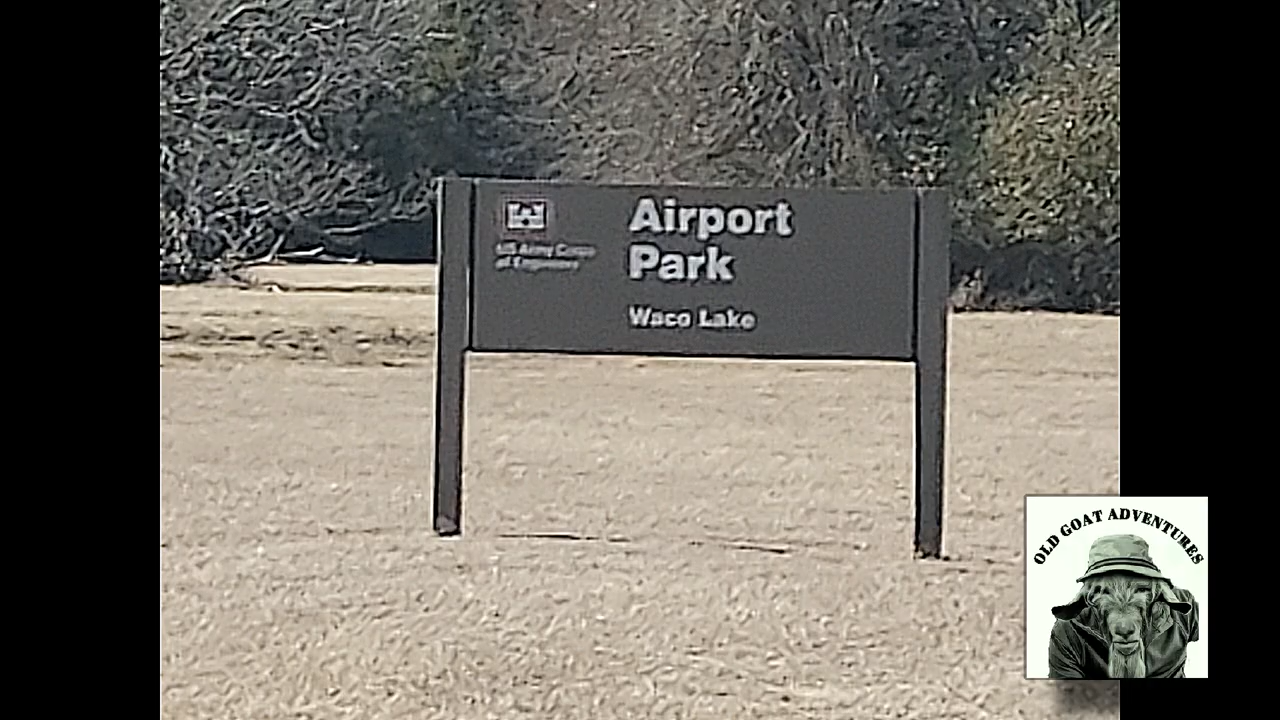 Airport
Park
Waco Lake
US Army Corps
of Engineers
OLD GOAT ADVENTURES